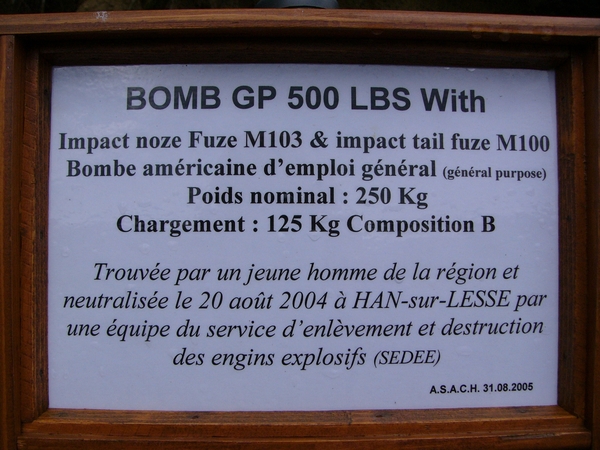 BOMB GP 500 LBS With
Impact noze Fuze M103 & impact tail fuze M100
Bombe américaine d'emploi général (général purpose)
Poids nominal : 250 Kg
Chargement : 125 Kg Composition B
Trouvée par un jeune homme de la région et
neutralisée le 20 août 2004 à HAN-sur-LESSE par
une équipe du service d'enlèvement et destruction
des engins explosifs (SEDEE)
A.S.A.C.H. 31.08.2005